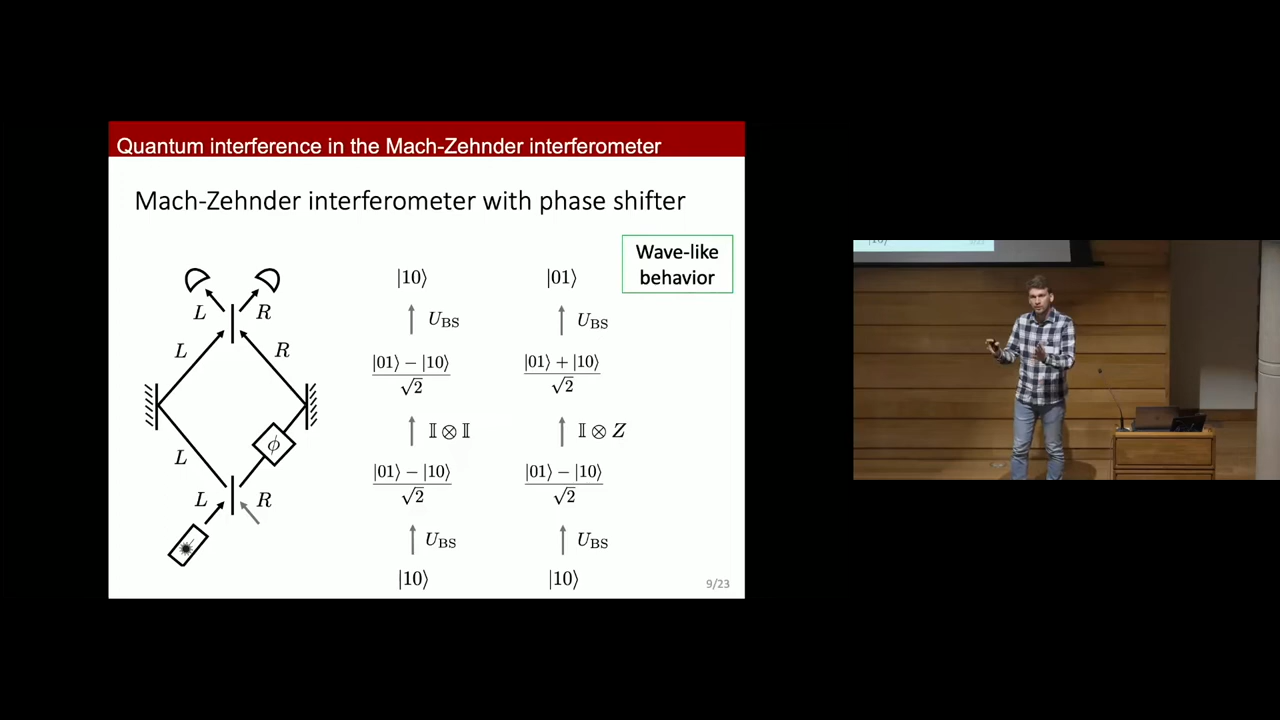 Quantum interference in the Mach-Zehnder interferometer
Mach-Zehnder interferometer with phase shifter
Wave-like
behavior
|10⟩ |01⟩
L R U_BS U_BS
L R |01⟩ − |10⟩ / √2 |01⟩ + |10⟩ / √2
ϕ 𝕀 ⊗ 𝕀 𝕀 ⊗ Z
L |01⟩ − |10⟩ / √2 |01⟩ − |10⟩ / √2
L R U_BS U_BS
|10⟩ |10⟩
9/23